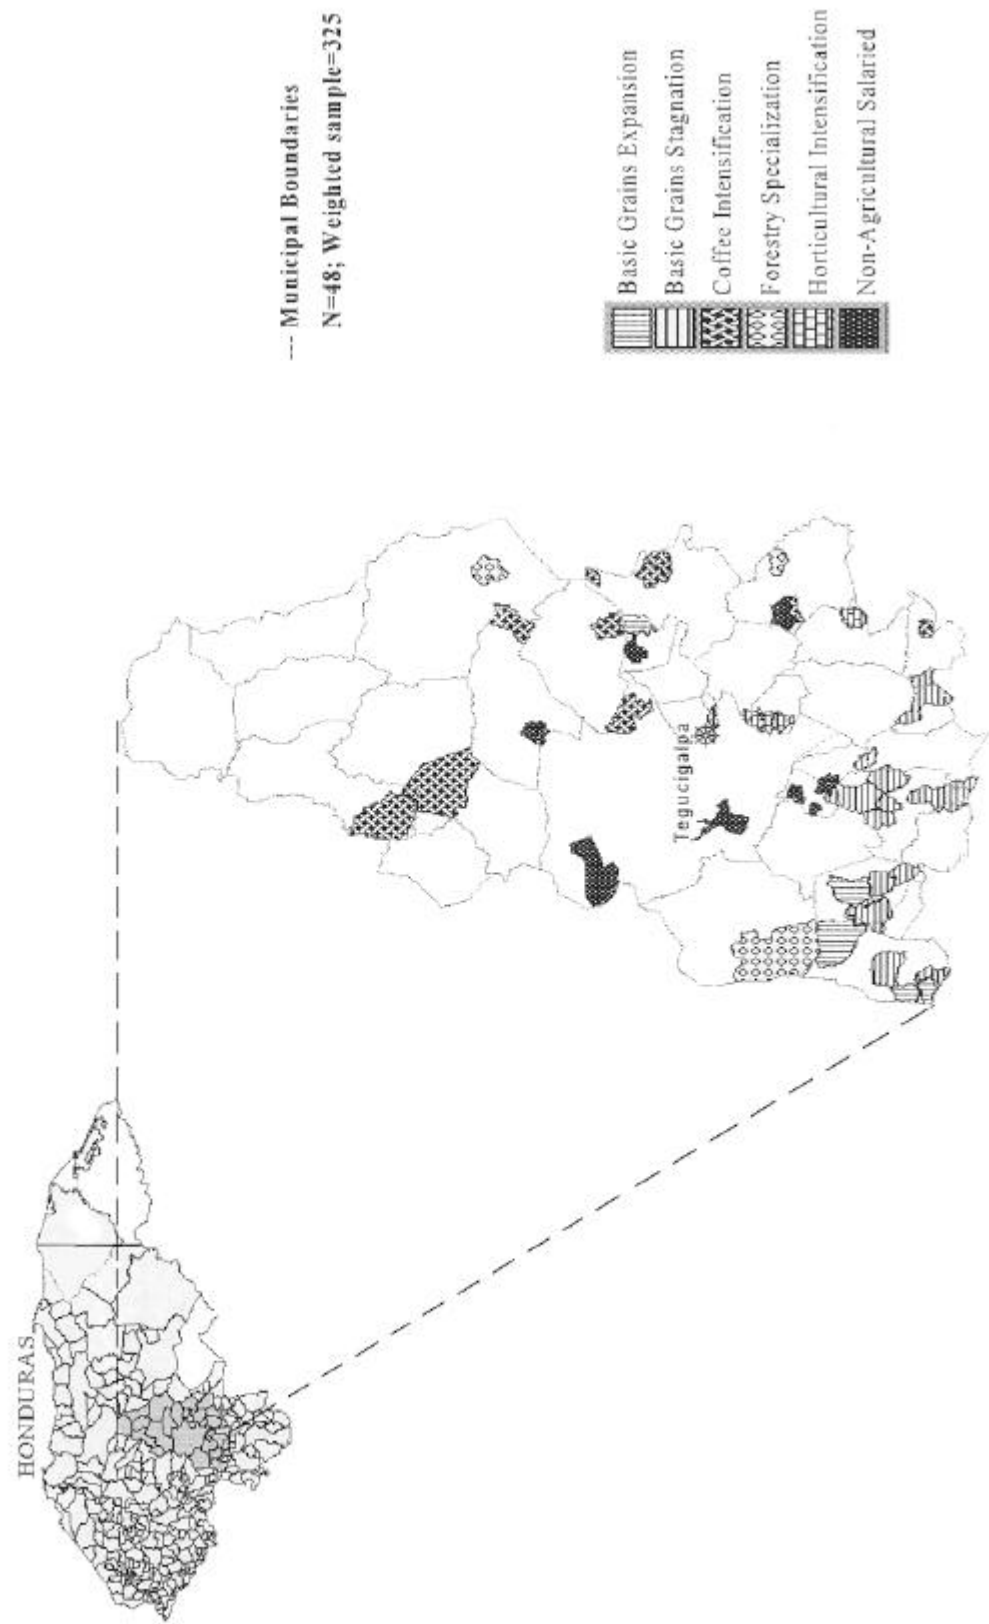 HONDURAS
--- Municipal Boundaries
N=48; Weighted sample=325
Tegucigalpa
Basic Grains Expansion
Basic Grains Stagnation
Coffee Intensification
Forestry Specialization
Horticultural Intensification
Non-Agricultural Salaried